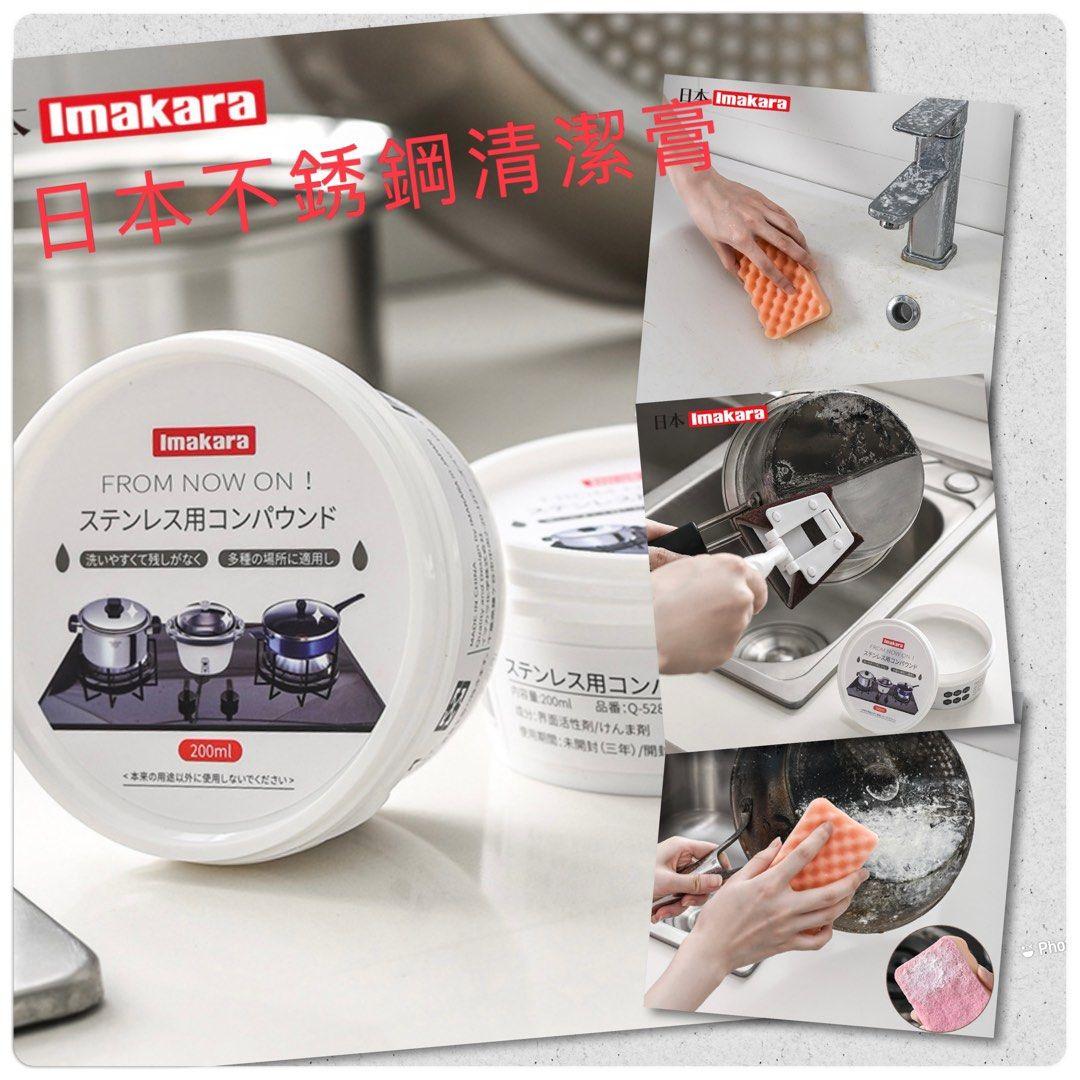 本 Imakara
日本不銹鋼清潔膏
日本 Imakara
Imakara
FROM NOW ON！
ステンレス用コンパウンド
洗いやすくて残しがなく
多種の場所に適用し
200ml
<本来の用途以外に使用しないでください>
MADE IN CHINA
ステンレス用コンパ
内容量:200ml 品番:Q-528
成分:界面活性剤/けんま剤
使用期間:未開封(三年)/開封
日本 Imakara
Imakara
FROM NOW ON！
ステンレス用コンパウンド
Pho